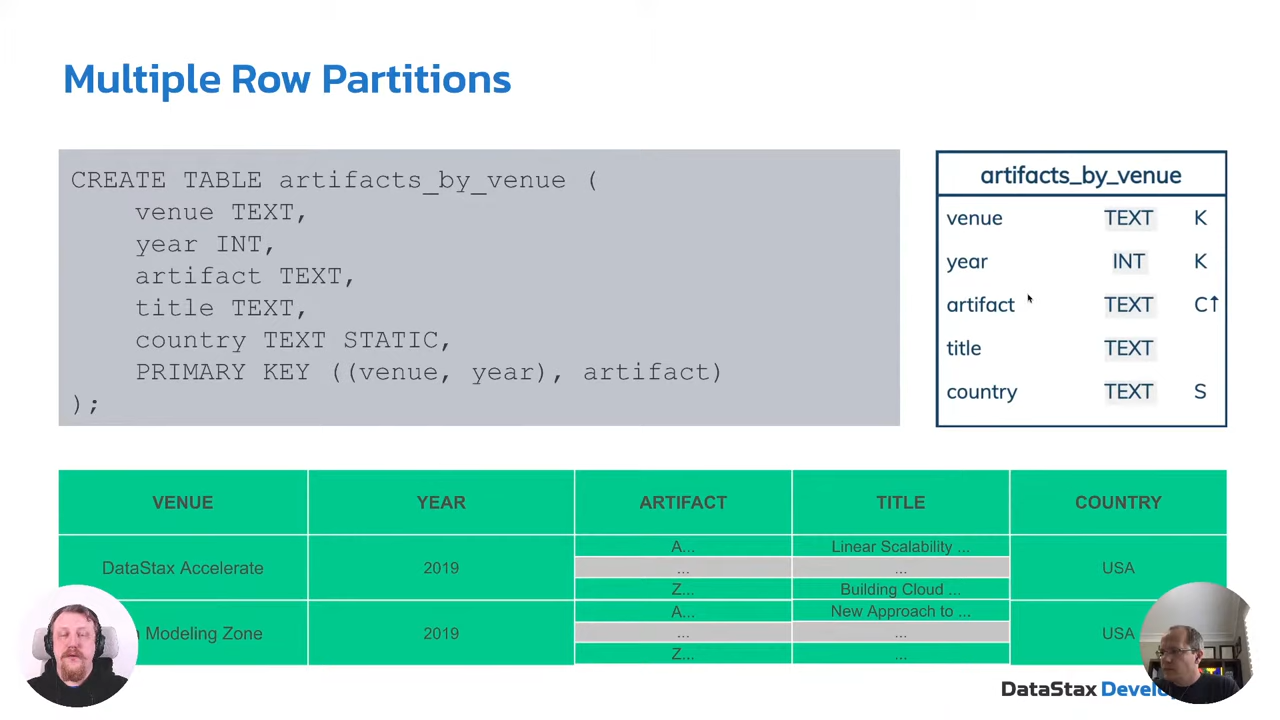 Multiple Row Partitions
CREATE TABLE artifacts_by_venue (
venue TEXT,
year INT,
artifact TEXT,
title TEXT,
country TEXT STATIC,
PRIMARY KEY ((venue, year), artifact)
);
artifacts_by_venue
venue TEXT K
year INT K
artifact TEXT C↑
title TEXT
country TEXT S
VENUE YEAR ARTIFACT TITLE COUNTRY
A... Linear Scalability ...
DataStax Accelerate 2019 ... ... USA
Z... Building Cloud ...
A... New Approach to ...
Modeling Zone 2019 ... ... USA
Z... ...
DataStax